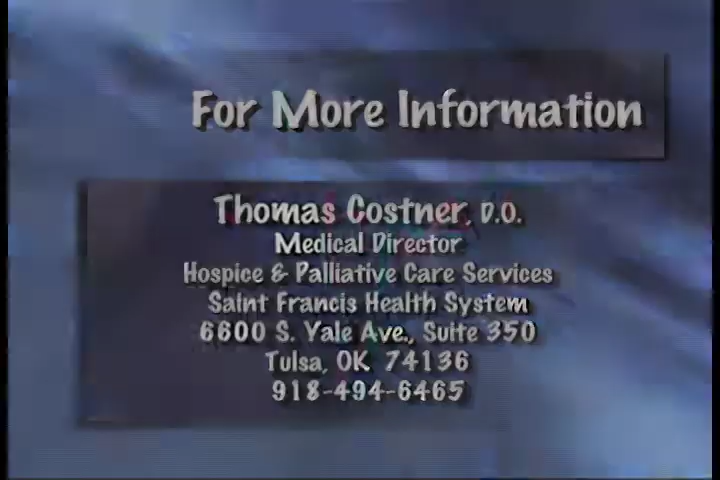 For More Information
Thomas Costner, D.O.
Medical Director
Hospice & Palliative Care Services
Saint Francis Health System
6600 S. Yale Ave., Suite 350
Tulsa, OK 74136
918-494-6465